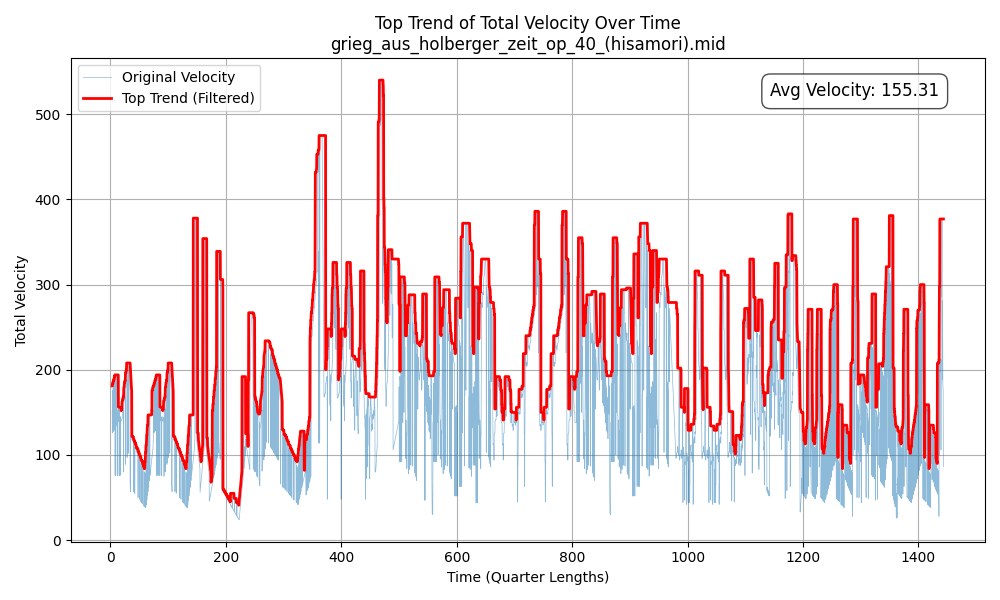 Top Trend of Total Velocity Over Time
grieg_aus_holberger_zeit_op_40_(hisamori).mid
Original Velocity
Top Trend (Filtered)
Avg Velocity: 155.31
Total Velocity
500
400
300
200
100
0
0 200 400 600 800 1000 1200 1400
Time (Quarter Lengths)